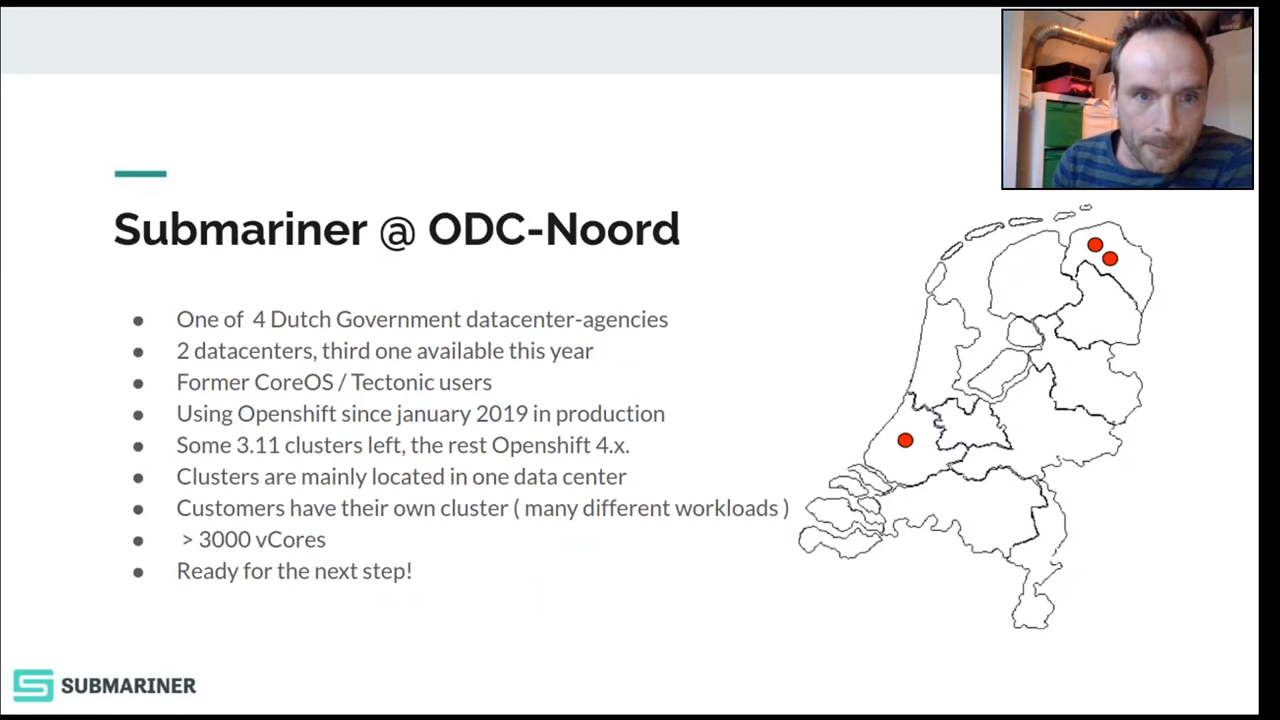 Submariner @ ODC-Noord
● One of 4 Dutch Government datacenter-agencies
● 2 datacenters, third one available this year
● Former CoreOS / Tectonic users
● Using Openshift since january 2019 in production
● Some 3.11 clusters left, the rest Openshift 4.x.
● Clusters are mainly located in one data center
● Customers have their own cluster ( many different workloads )
● > 3000 vCores
● Ready for the next step!
SUBMARINER